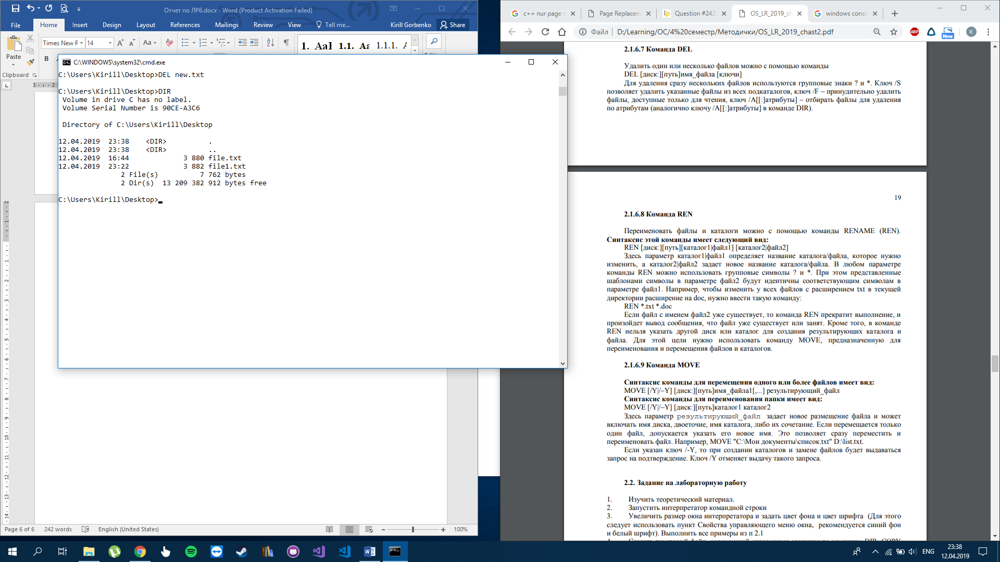 Отчет по ЛР6.docx - Word (Product Activation Failed)
File Home Insert Design Layout References Mailings Review View Tell me... Kirill Gorbenko Share
Paste
Times New R 14
Aa
1. 1.1. 1.1.1.
B
Clipboard
C:\WINDOWS\system32\cmd.exe
C:\Users\Kirill\Desktop>DEL new.txt
C:\Users\Kirill\Desktop>DIR
Volume in drive C has no label.
Volume Serial Number is 90CE-A3C6
Directory of C:\Users\Kirill\Desktop
12.04.2019 23:38 <DIR> .
12.04.2019 23:38 <DIR> ..
12.04.2019 16:44 3 880 file.txt
12.04.2019 23:22 3 882 file1.txt
2 File(s) 7 762 bytes
2 Dir(s) 13 209 382 912 bytes free
C:\Users\Kirill\Desktop>
Page 6 of 6 242 words English (United States) 100%
c++ nur page Page Replacem Question #242 OS_LR_2019_ch windows cons
Файл D:/Learning/ОС/4%20семестр/Методички/OS_LR_2019_chast2.pdf
ABP New K
2.1.6.7 Команда DEL
Удалить один или несколько файлов можно с помощью команды
DEL [диск:][путь]имя_файла [ключи]
Для удаления сразу нескольких файлов используются групповые знаки ? и *. Ключ /S
позволяет удалить указанные файлы из всех подкаталогов, ключ /F – принудительно удалить
файлы, доступные только для чтения, ключ /A[[:]атрибуты] – отбирать файлы для удаления
по атрибутам (аналогично ключу /A[[:]атрибуты] в команде DIR).
19
2.1.6.8 Команда REN
Переименовать файлы и каталоги можно с помощью команды RENAME (REN).
Синтаксис этой команды имеет следующий вид:
REN [диск:][путь][каталог1|файл1] [каталог2|файл2]
Здесь параметр каталог1|файл1 определяет название каталога/файла, которое нужно
изменить, а каталог2|файл2 задает новое название каталога/файла. В любом параметре
команды REN можно использовать групповые символы ? и *. При этом представленные
шаблонами символы в параметре файл2 будут идентичны соответствующим символам в
параметре файл1. Например, чтобы изменить у всех файлов с расширением txt в текущей
директории расширение на doc, нужно ввести такую команду:
REN *.txt *.doc
Если файл с именем файл2 уже существует, то команда REN прекратит выполнение, и
произойдет вывод сообщения, что файл уже существует или занят. Кроме того, в команде
REN нельзя указать другой диск или каталог для создания результирующих каталога и
файла. Для этой цели нужно использовать команду MOVE, предназначенную для
переименования и перемещения файлов и каталогов.
2.1.6.9 Команда MOVE
Синтаксис команды для перемещения одного или более файлов имеет вид:
MOVE [/Y|/–Y] [диск:][путь]имя_файла1[,...] результирующий_файл
Синтаксис команды для переименования папки имеет вид:
MOVE [/Y|/–Y] [диск:][путь]каталог1 каталог2
Здесь параметр результирующий_файл задает новое размещение файла и может
включать имя диска, двоеточие, имя каталога, либо их сочетание. Если перемещается только
один файл, допускается указать его новое имя. Это позволяет сразу переместить и
переименовать файл. Например, MOVE "C:\Мои документы\список.txt" D:\list.txt.
Если указан ключ /-Y, то при создании каталогов и замене файлов будет выдаваться
запрос на подтверждение. Ключ /Y отменяет выдачу такого запроса.
2.2. Задание на лабораторную работу
1. Изучить теоретический материал.
2. Запустить интерпретатор командной строки
3. Увеличить размер окна интерпретатора и задать цвет фона и цвет шрифта (Для этого
следует использовать пункт Свойства управляющего меню окна, рекомендуется синий фон
и белый шрифт). Выполнить все примеры из п 2.1
ENG
23:38
12.04.2019